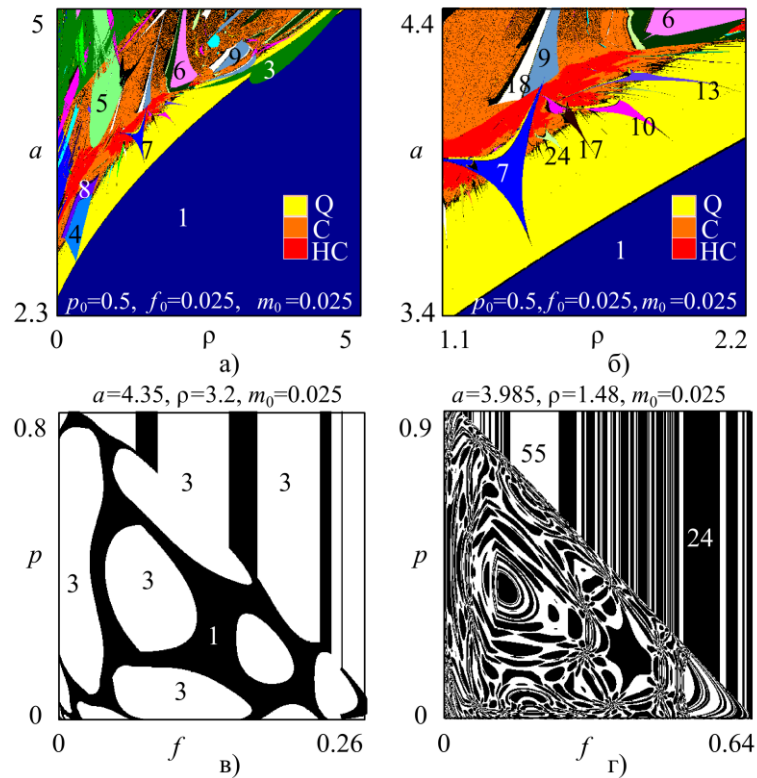 5
6
9
3
5
a
7
8
4
1
Q
C
HC
2.3
p₀=0.5, f₀=0.025, m₀=0.025
0
ρ
5
а)
4.4
6
9
18
13
a
10
17
24
7
Q
C
HC
1
3.4
p₀=0.5, f₀=0.025, m₀=0.025
1.1
ρ
2.2
б)
a=4.35, ρ=3.2, m₀=0.025
0.8
3
3
p
3
3
1
3
0
0
f
0.26
в)
a=3.985, ρ=1.48, m₀=0.025
0.9
55
p
24
0
0
f
0.64
г)